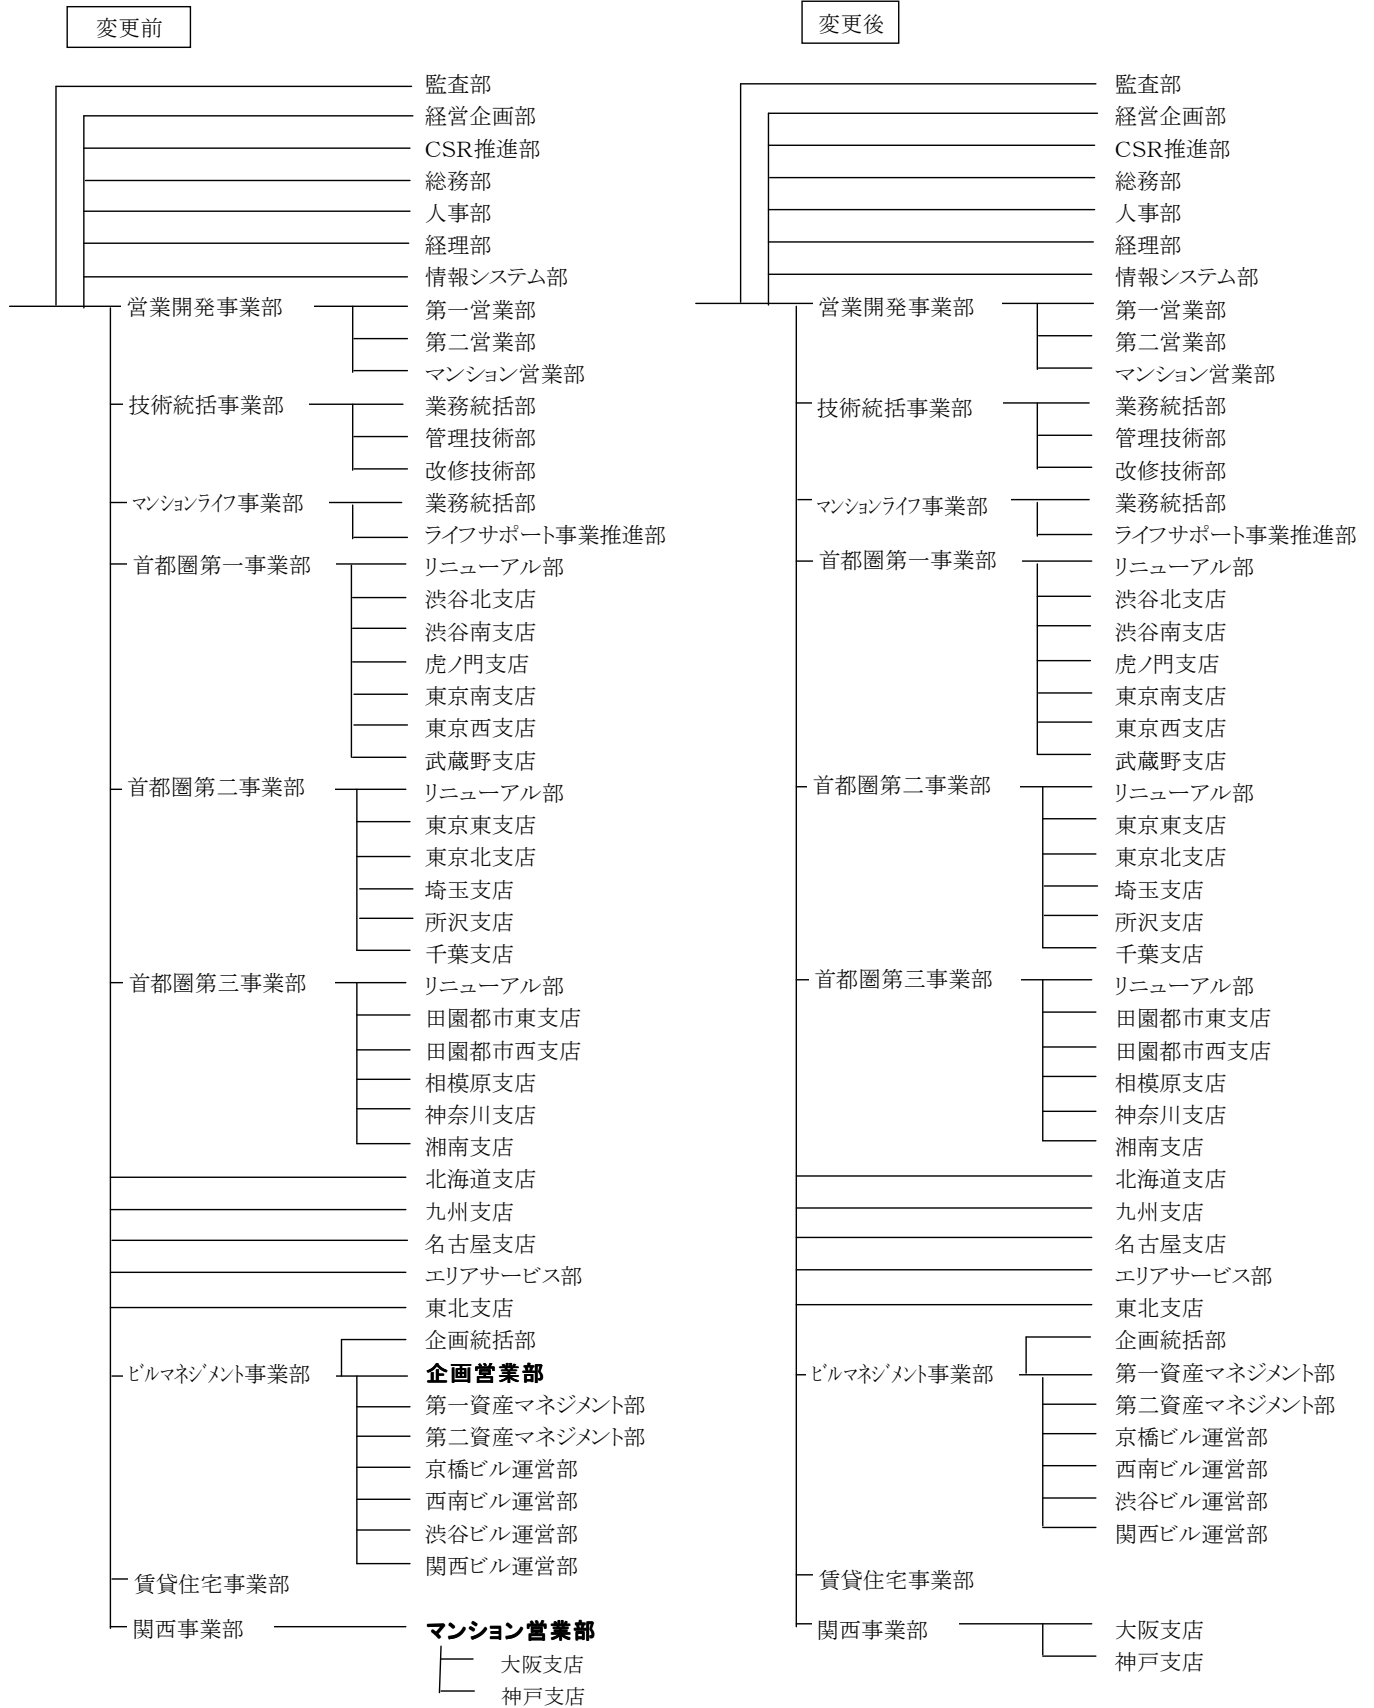 変更前
監査部
経営企画部
CSR推進部
総務部
人事部
経理部
情報システム部
営業開発事業部
第一営業部
第二営業部
マンション営業部
技術統括事業部
業務統括部
管理技術部
改修技術部
マンションライフ事業部
業務統括部
ライフサポート事業推進部
首都圏第一事業部
リニューアル部
渋谷北支店
渋谷南支店
虎ノ門支店
東京南支店
東京西支店
武蔵野支店
首都圏第二事業部
リニューアル部
東京東支店
東京北支店
埼玉支店
所沢支店
千葉支店
首都圏第三事業部
リニューアル部
田園都市東支店
田園都市西支店
相模原支店
神奈川支店
湘南支店
北海道支店
九州支店
名古屋支店
エリアサービス部
東北支店
企画統括部
ビルマネジメント事業部
企画営業部
第一資産マネジメント部
第二資産マネジメント部
京橋ビル運営部
西南ビル運営部
渋谷ビル運営部
関西ビル運営部
賃貸住宅事業部
関西事業部
マンション営業部
大阪支店
神戸支店
変更後
監査部
経営企画部
CSR推進部
総務部
人事部
経理部
情報システム部
営業開発事業部
第一営業部
第二営業部
マンション営業部
技術統括事業部
業務統括部
管理技術部
改修技術部
マンションライフ事業部
業務統括部
ライフサポート事業推進部
首都圏第一事業部
リニューアル部
渋谷北支店
渋谷南支店
虎ノ門支店
東京南支店
東京西支店
武蔵野支店
首都圏第二事業部
リニューアル部
東京東支店
東京北支店
埼玉支店
所沢支店
千葉支店
首都圏第三事業部
リニューアル部
田園都市東支店
田園都市西支店
相模原支店
神奈川支店
湘南支店
北海道支店
九州支店
名古屋支店
エリアサービス部
東北支店
企画統括部
ビルマネジメント事業部
第一資産マネジメント部
第二資産マネジメント部
京橋ビル運営部
西南ビル運営部
渋谷ビル運営部
関西ビル運営部
賃貸住宅事業部
関西事業部
大阪支店
神戸支店